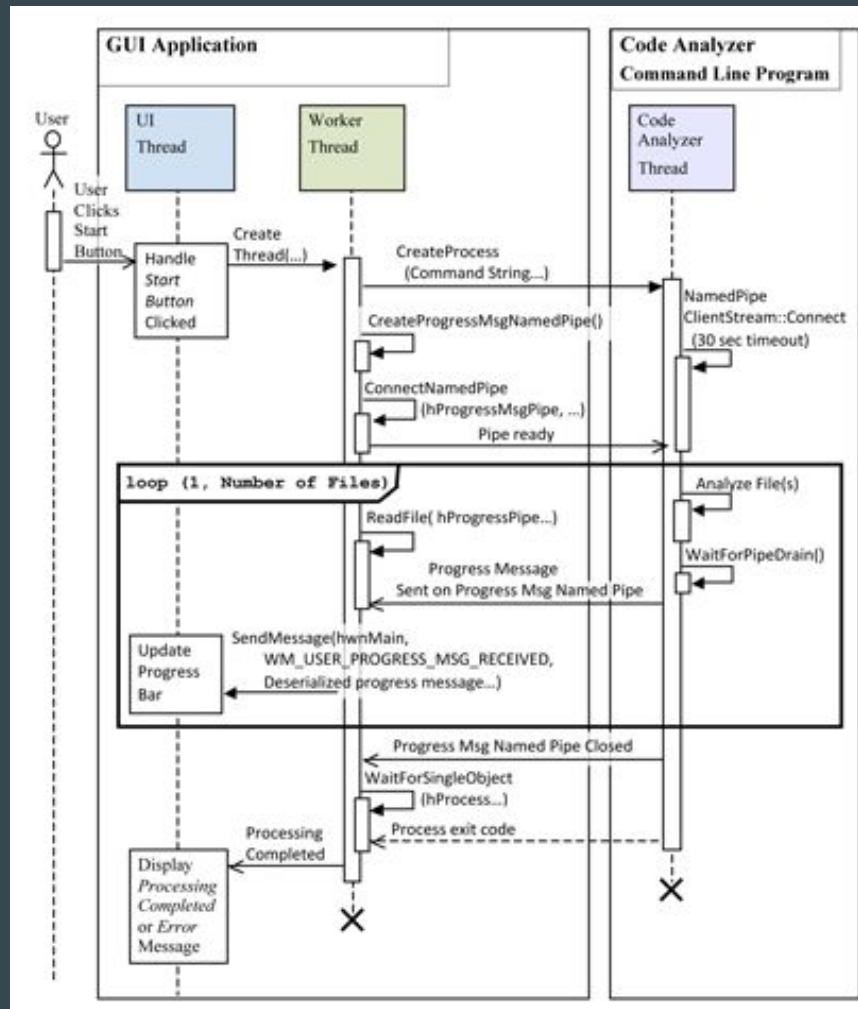 GUI Application
Code Analyzer
Command Line Program
User
UI
Thread
Worker
Thread
Code
Analyzer
Thread
User
Clicks
Start
Button
Handle
Start
Button
Clicked
Create
Thread(...)
CreateProcess
(Command String...)
NamedPipe
ClientStream::Connect
(30 sec timeout)
CreateProgressMsgNamedPipe()
ConnectNamedPipe
(hProgressMsgPipe, ...)
Pipe ready
loop (1, Number of Files)
Analyze File(s)
ReadFile( hProgressPipe...)
WaitForPipeDrain()
Progress Message
Sent on Progress Msg Named Pipe
Update
Progress
Bar
SendMessage(hwnMain,
WM_USER_PROGRESS_MSG_RECEIVED,
Deserialized progress message...)
Progress Msg Named Pipe Closed
WaitForSingleObject
(hProcess...)
Process exit code
Processing
Completed
Display
Processing
Completed
or Error
Message